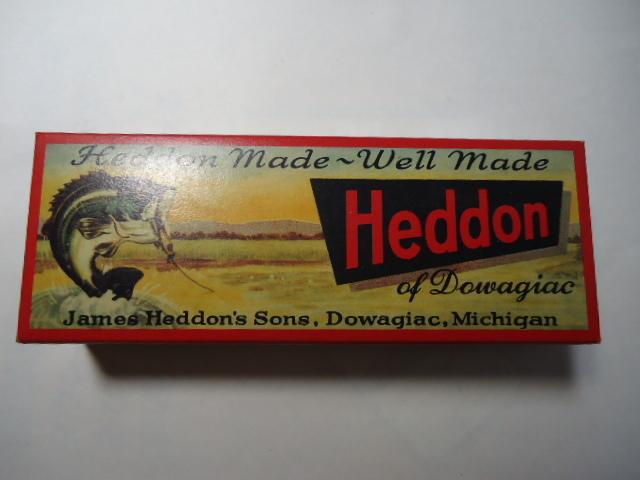 Heddon Made ~ Well Made
Heddon
of Dowagiac
James Heddon's Sons, Dowagiac, Michigan